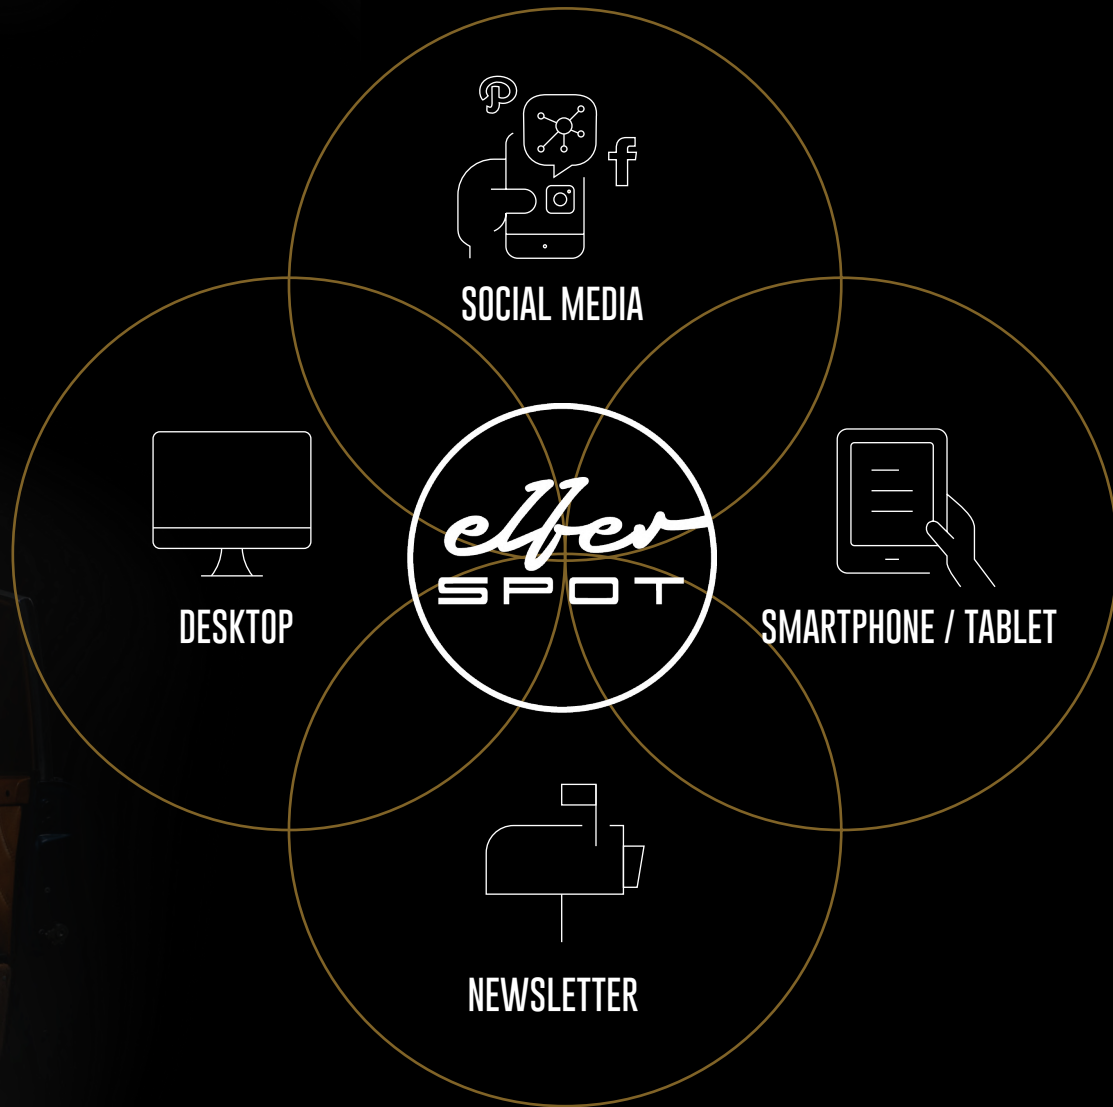 SOCIAL MEDIA
elfer
SPOT
DESKTOP
SMARTPHONE / TABLET
NEWSLETTER